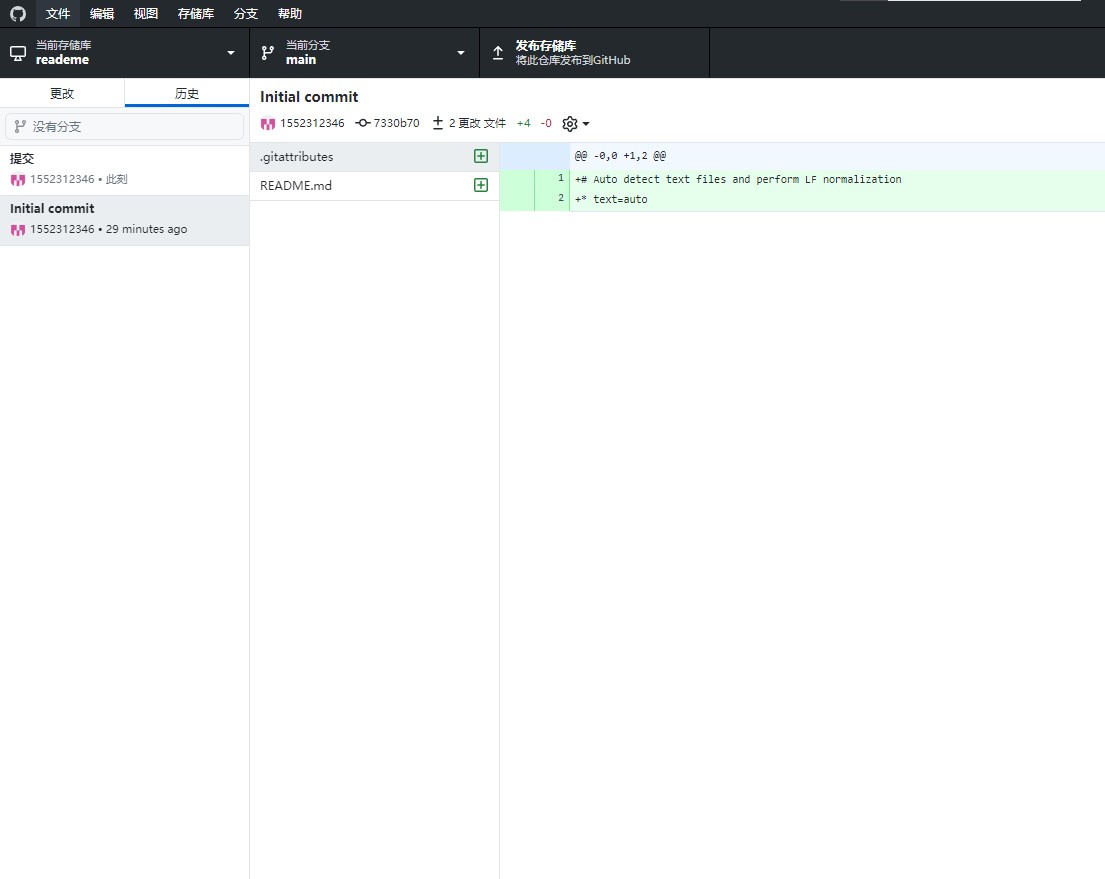 文件 编辑 视图 存储库 分支 帮助
当前存储库
reademe
当前分支
main
发布存储库
将此仓库发布到GitHub
更改 历史
没有分支
提交
1552312346 • 此刻
Initial commit
1552312346 • 29 minutes ago
Initial commit
1552312346 7330b70 2 更改 文件 +4 -0
.gitattributes
README.md
@@ -0,0 +1,2 @@
1 +# Auto detect text files and perform LF normalization
2 +* text=auto